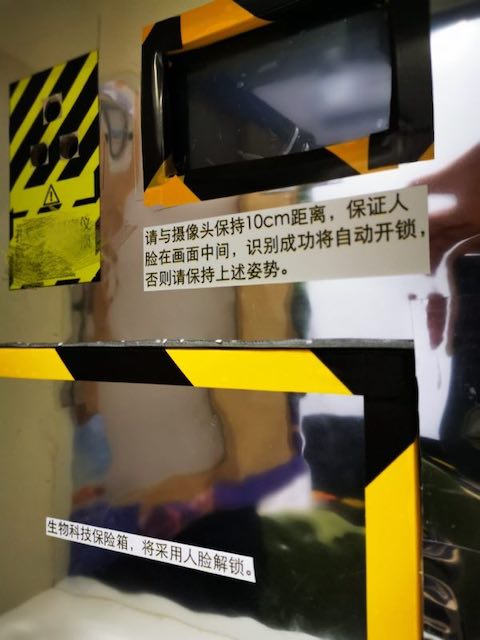 请与摄像头保持10cm距离，保证人
脸在画面中间，识别成功将自动开锁，
否则请保持上述姿势。
生物科技保险箱，将采用人脸解锁。